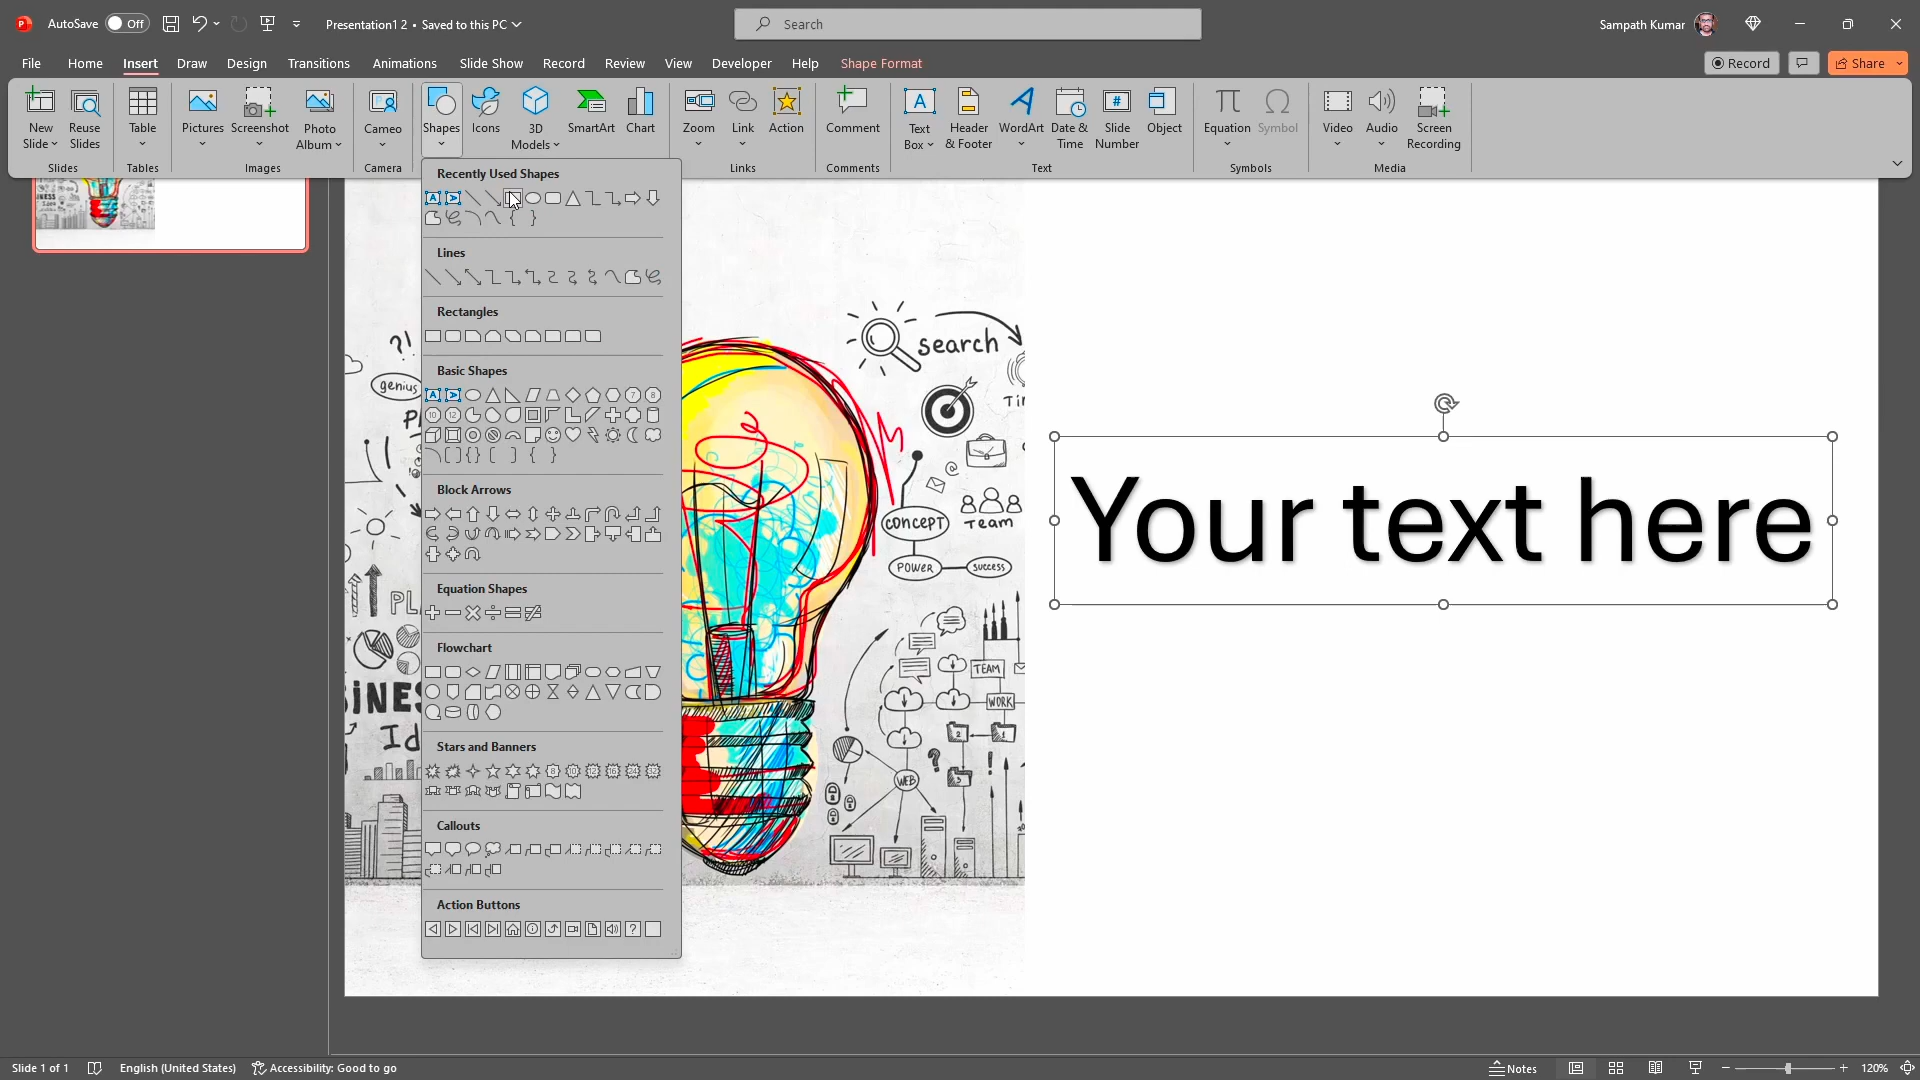 AutoSave Off Presentation1 2 • Saved to this PC Search Sampath Kumar
File Home Insert Draw Design Transitions Animations Slide Show Record Review View Developer Help Shape Format Record Share
New Slide Reuse Slides Table Pictures Screenshot Photo Album Cameo Shapes Icons 3D Models SmartArt Chart Zoom Link Action Comment Text Box Header & Footer WordArt Date & Time Slide Number Object Equation Symbol Video Audio Screen Recording
Slides Tables Images Camera Links Comments Text Symbols Media
Recently Used Shapes
Lines
Rectangles
Basic Shapes
Block Arrows
Equation Shapes
Flowchart
Stars and Banners
Callouts
Action Buttons
?!
genius
search
@
CONCEPT
Team
POWER
success
TEAM
WORK
2
1
WEB
Your text here
Slide 1 of 1 English (United States) Accessibility: Good to go Notes 120%